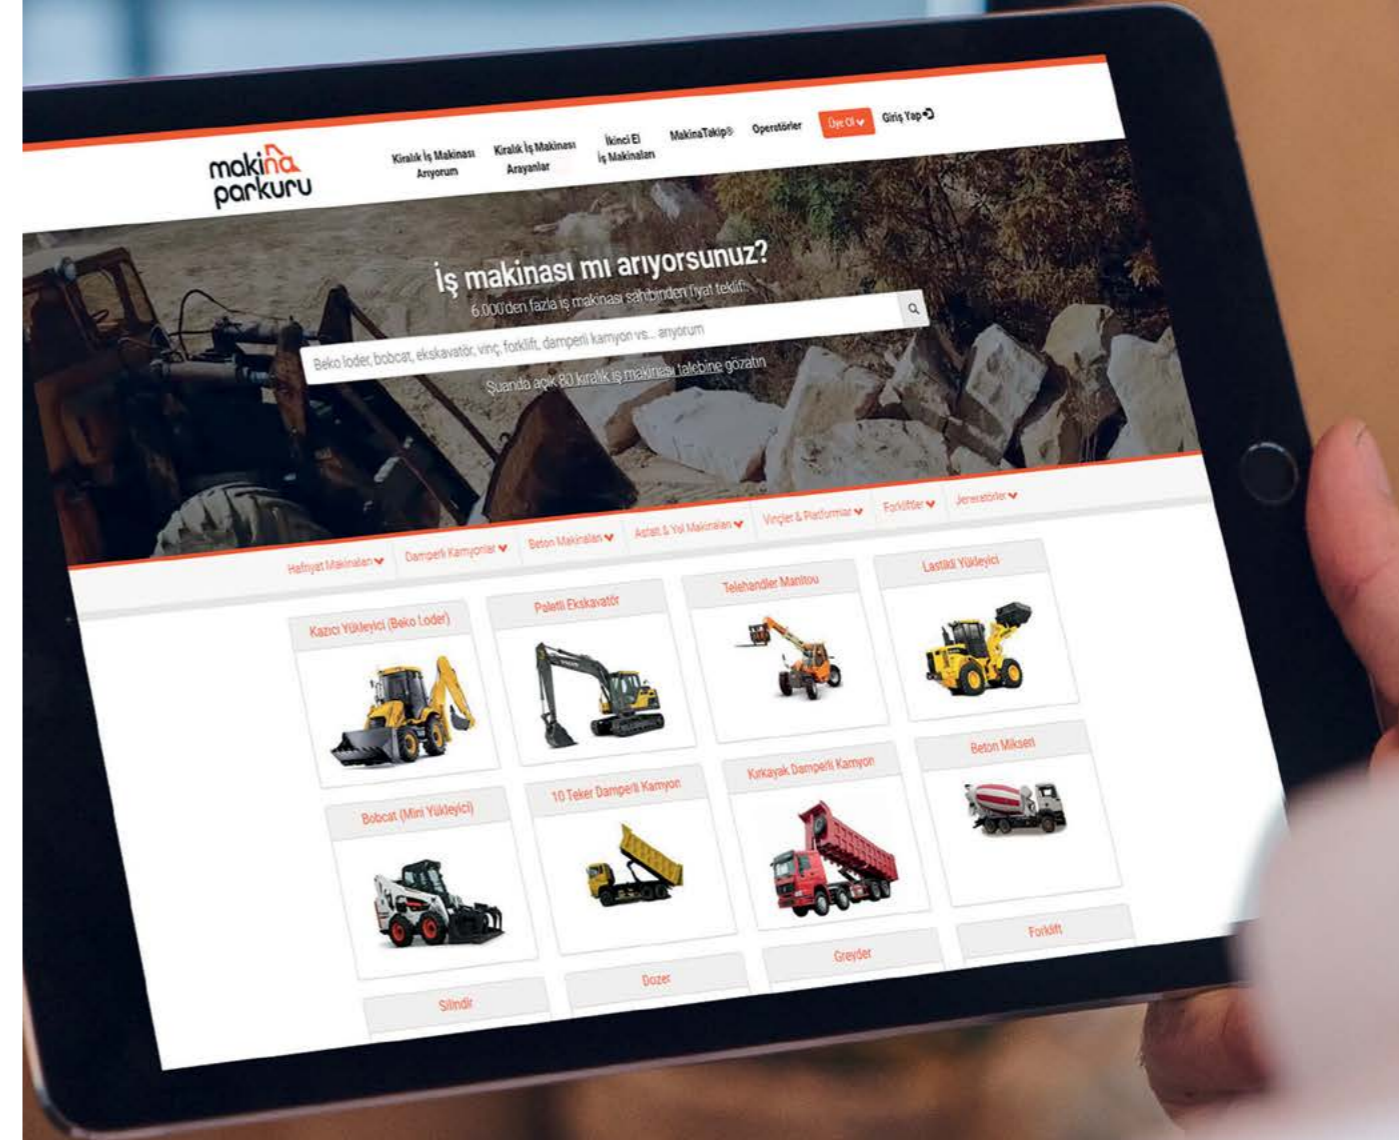 makina
parkuru
Kiralık İş Makinası
Arıyorum
Kiralık İş Makinası
Arayanlar
İkinci El
İş Makinaları
MakinaTakip®
Operatörler
Üye Ol
Giriş Yap
İş makinası mı arıyorsunuz?
6.000'den fazla iş makinası sahibinden fiyat teklifi.
Beko loder, bobcat, ekskavatör, vinç, forklift, damperli kamyon vs... arıyorum
Şuanda açık 80 kiralık iş makinası talebine gözatın
Hafriyat Makinaları
Damperli Kamyonlar
Beton Makinaları
Asfalt & Yol Makinaları
Vinçler & Platformlar
Forkliftler
Jeneratörler
Kazıcı Yükleyici (Beko Loder)
Paletli Ekskavatör
Telehandler Manitou
Lastikli Yükleyici
Bobcat (Mini Yükleyici)
10 Teker Damperli Kamyon
Kırkayak Damperli Kamyon
Beton Mikseri
Silindir
Dozer
Greyder
Forklift